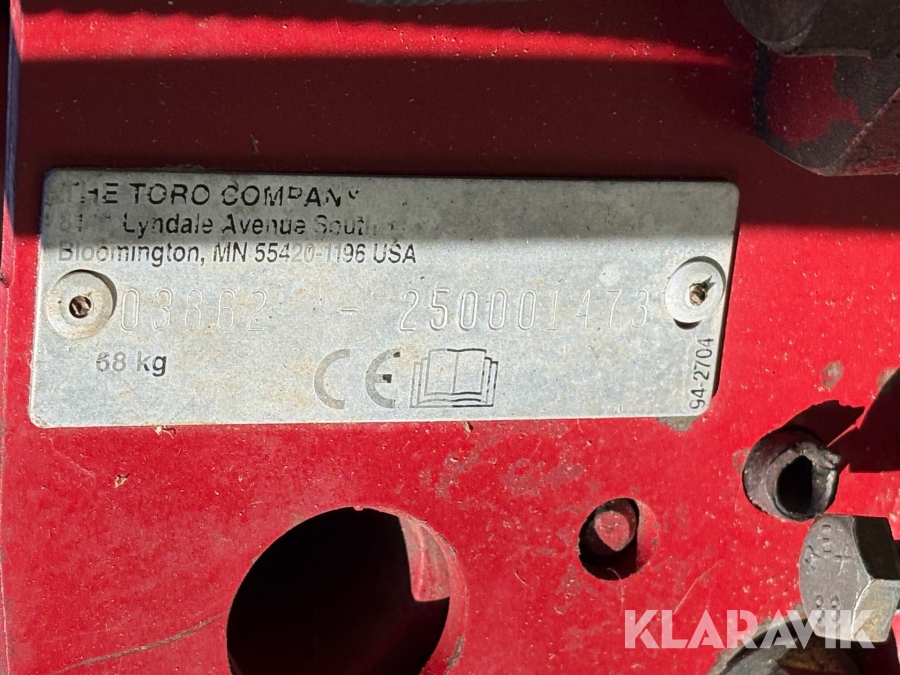 THE TORO COMPANY
Lyndale Avenue South
Bloomington, MN 55420-1196 USA
03862 - 250001473
68 kg
CE
94-2704
KLARAVIK